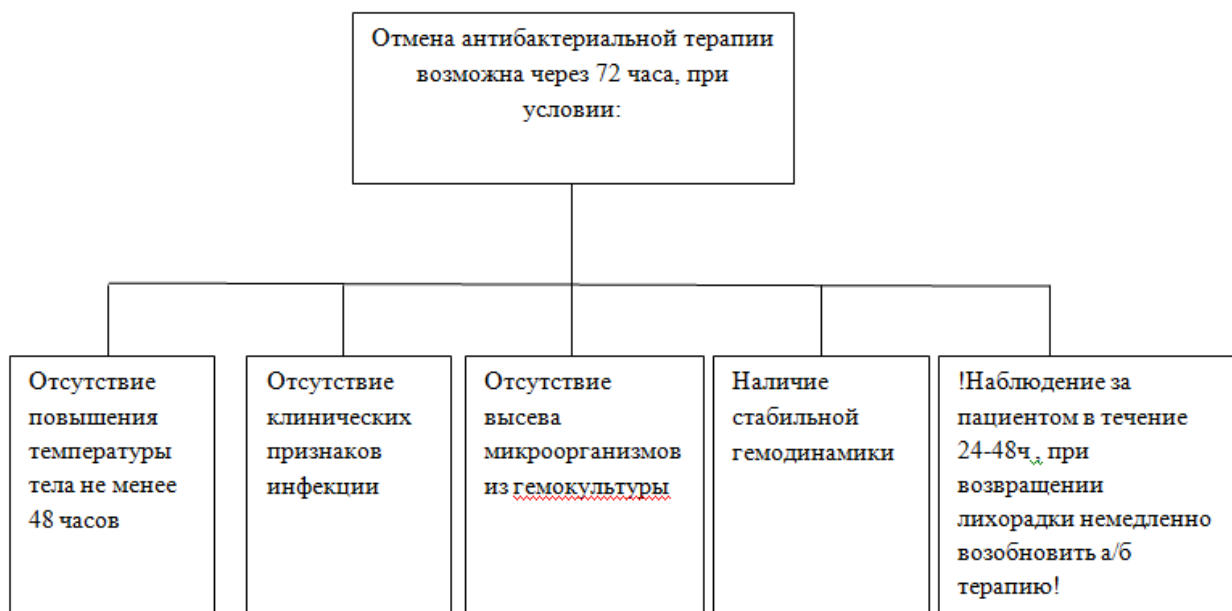 Отмена антибактериальной терапии
возможна через 72 часа, при
условии:
Отсутствие
повышения
температуры
тела не менее
48 часов
Отсутствие
клинических
признаков
инфекции
Отсутствие
высева
микроорганизмов
из гемокультуры
Наличие
стабильной
гемодинамики
!Наблюдение за
пациентом в течение
24-48ч , при
возвращении
лихорадки немедленно
возобновить а/б
терапию!